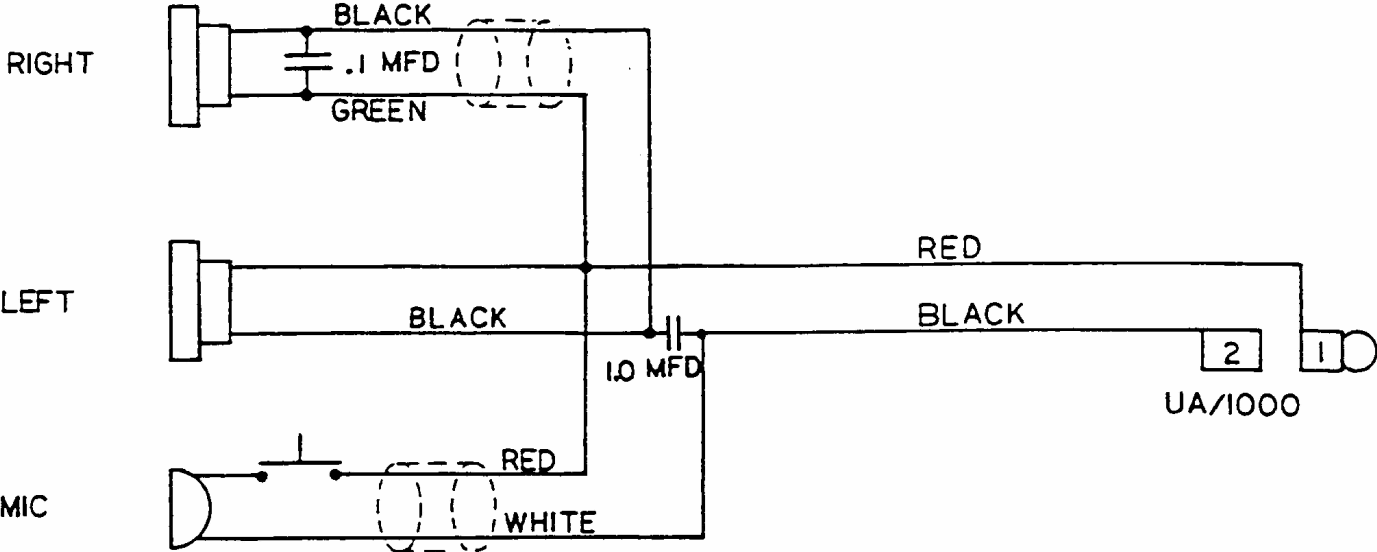 BLACK
RIGHT
.1 MFD
GREEN
RED
LEFT
BLACK
BLACK
1.0 MFD
2
1
UA/1000
RED
MIC
WHITE